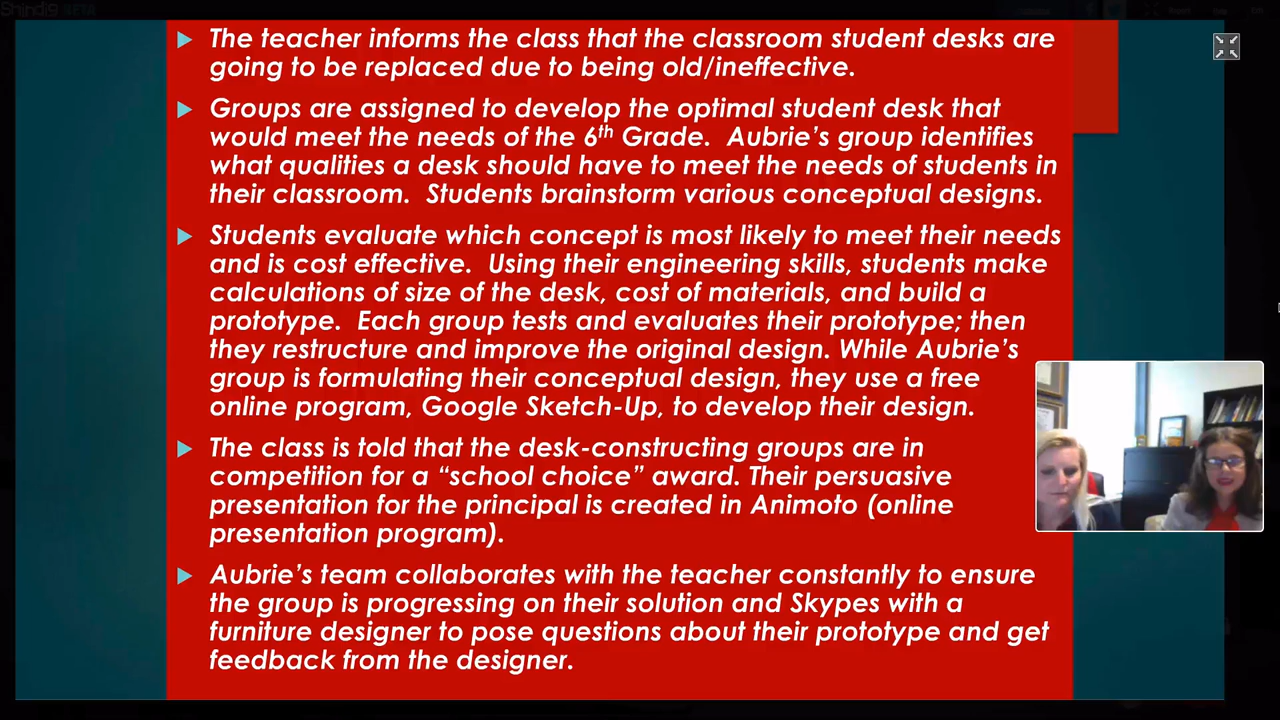 Shindig BETA
The teacher informs the class that the classroom student desks are
going to be replaced due to being old/ineffective.
Groups are assigned to develop the optimal student desk that
would meet the needs of the 6th Grade.  Aubrie's group identifies
what qualities a desk should have to meet the needs of students in
their classroom.  Students brainstorm various conceptual designs.
Students evaluate which concept is most likely to meet their needs
and is cost effective.  Using their engineering skills, students make
calculations of size of the desk, cost of materials, and build a
prototype.  Each group tests and evaluates their prototype; then
they restructure and improve the original design. While Aubrie's
group is formulating their conceptual design, they use a free
online program, Google Sketch-Up, to develop their design.
The class is told that the desk-constructing groups are in
competition for a “school choice” award. Their persuasive
presentation for the principal is created in Animoto (online
presentation program).
Aubrie's team collaborates with the teacher constantly to ensure
the group is progressing on their solution and Skypes with a
furniture designer to pose questions about their prototype and get
feedback from the designer.